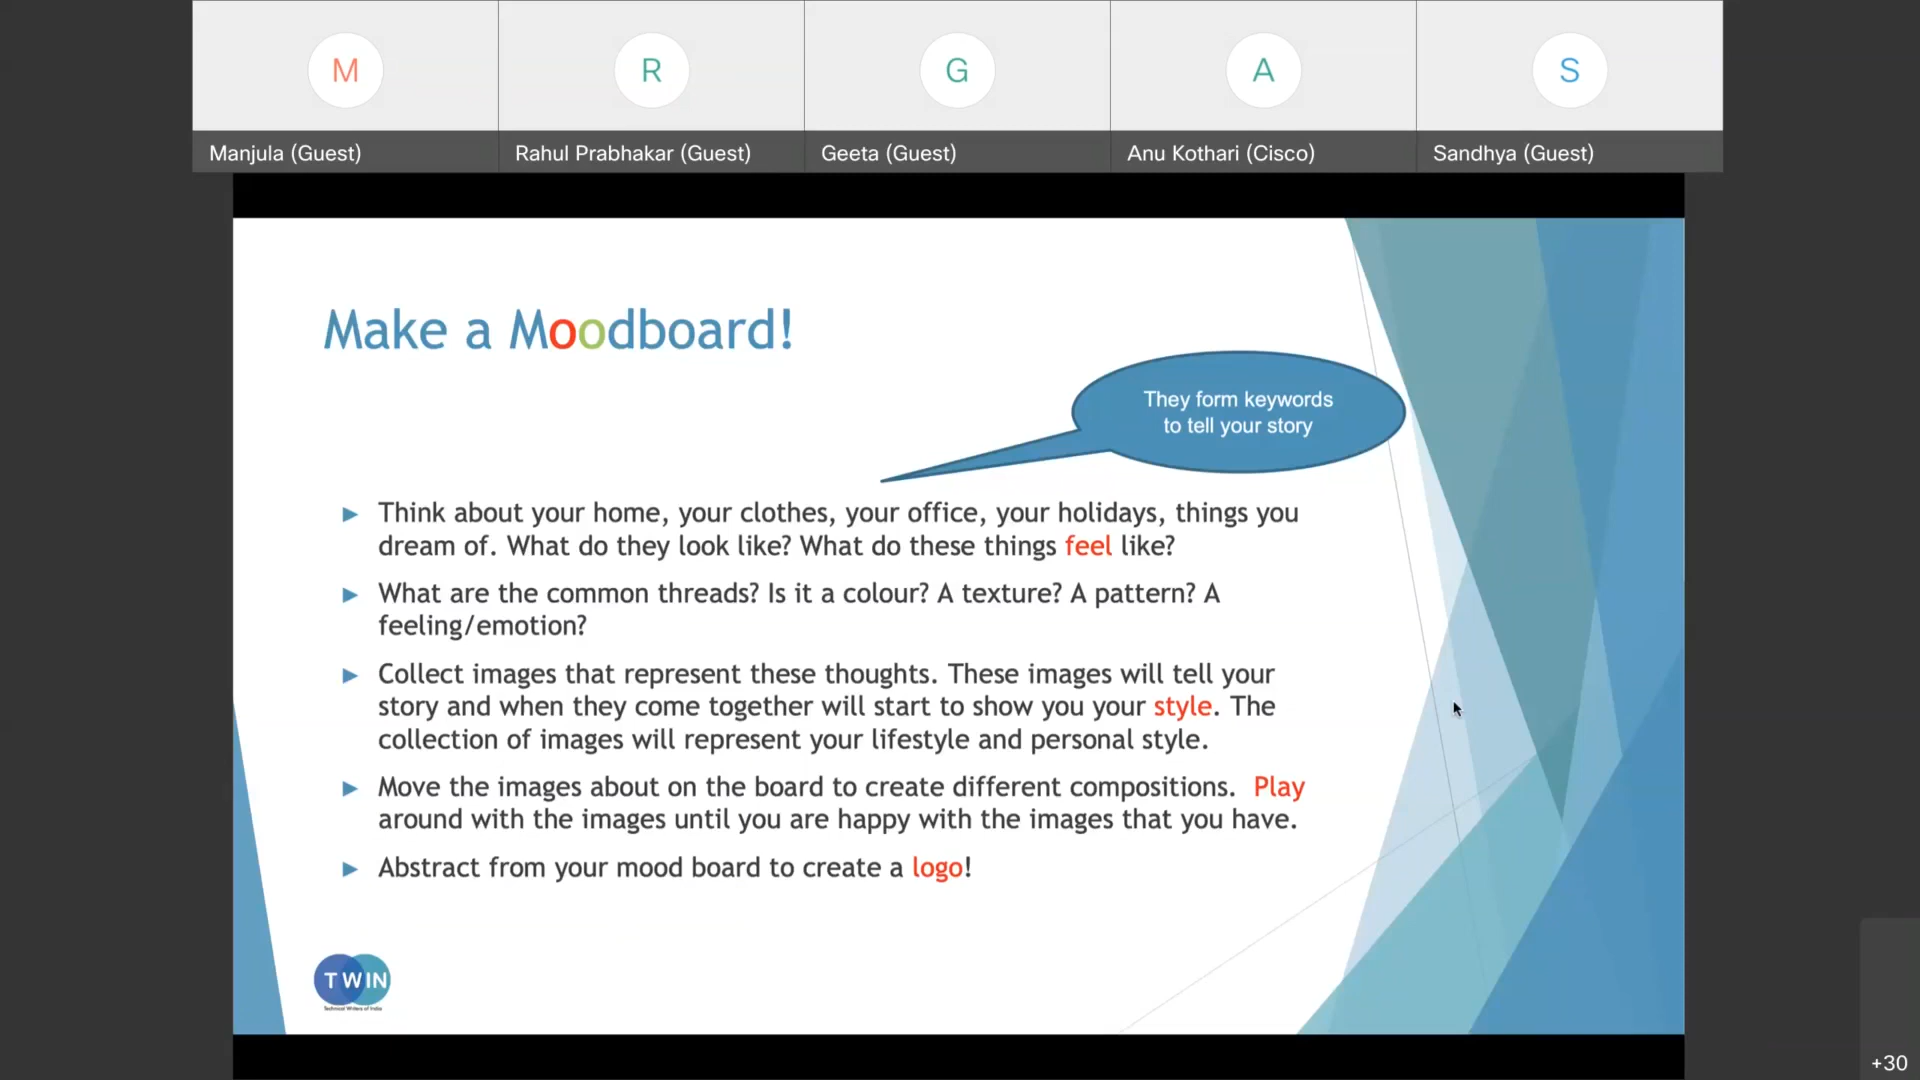 M
R
G
A
S
Manjula (Guest)
Rahul Prabhakar (Guest)
Geeta (Guest)
Anu Kothari (Cisco)
Sandhya (Guest)
Make a Moodboard!
They form keywords
to tell your story
Think about your home, your clothes, your office, your holidays, things you
dream of. What do they look like? What do these things feel like?
What are the common threads? Is it a colour? A texture? A pattern? A
feeling/emotion?
Collect images that represent these thoughts. These images will tell your
story and when they come together will start to show you your style. The
collection of images will represent your lifestyle and personal style.
Move the images about on the board to create different compositions. Play
around with the images until you are happy with the images that you have.
Abstract from your mood board to create a logo!
TWIN
Technical Writers of India
+30